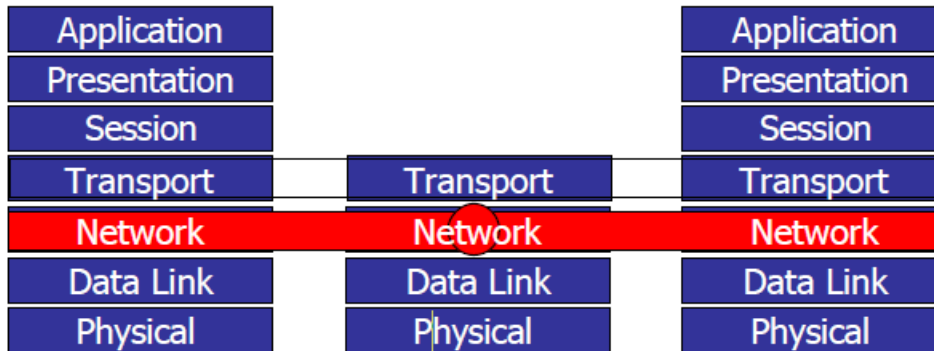 Application Application
Presentation Presentation
Session Session
Transport Transport Transport
Network Network Network
Data Link Data Link Data Link
Physical Physical Physical